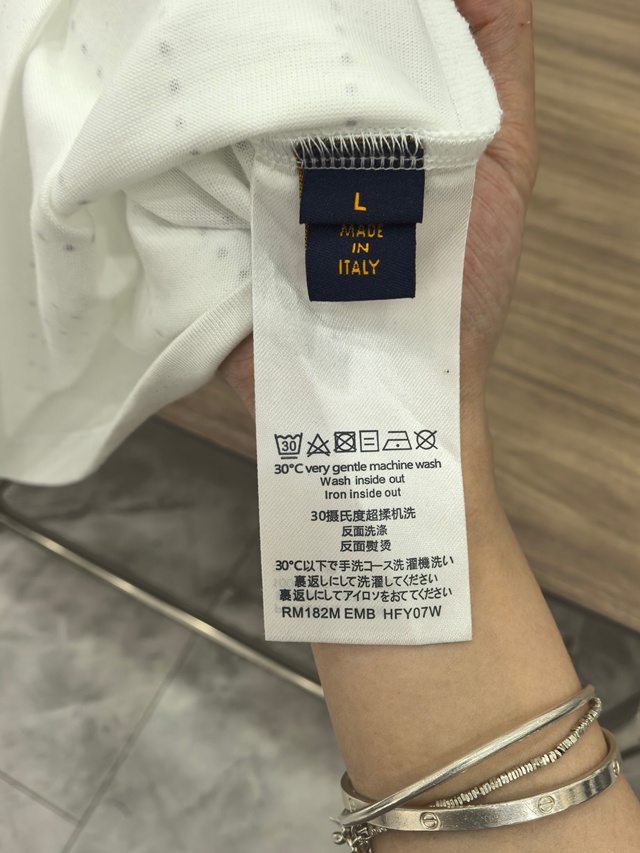 L
MADE
IN
ITALY
30
30°C very gentle machine wash
Wash inside out
Iron inside out
30摄氏度超揉机洗
反面洗涤
反面熨烫
30℃以下で手洗コース洗濯機洗い
裏返しにして洗濯してください
裏返しにしてアイロンをおててください
RM182M EMB HFY07W